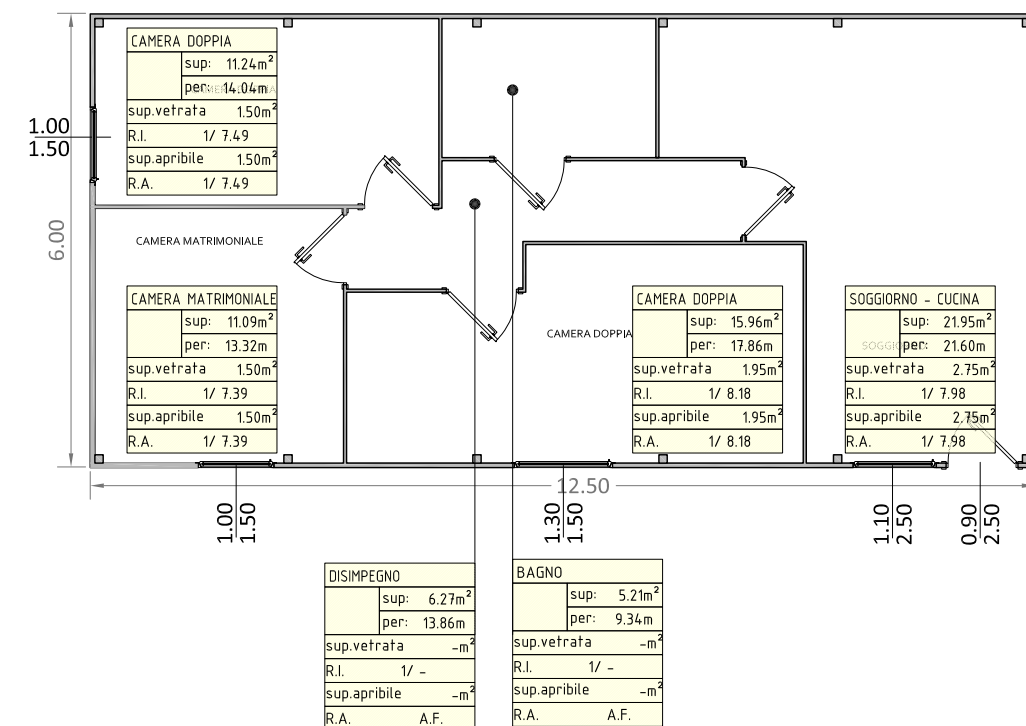 CAMERA DOPPIA
sup: 11.24m²
per: 14.04m
sup.vetrata 1.50m²
R.I. 1/ 7.49
sup.apribile 1.50m²
R.A. 1/ 7.49
1.00
1.50
6.00
CAMERA MATRIMONIALE
CAMERA MATRIMONIALE
sup: 11.09m²
per: 13.32m
sup.vetrata 1.50m²
R.I. 1/ 7.39
sup.apribile 1.50m²
R.A. 1/ 7.39
CAMERA DOPPIA
CAMERA DOPPIA
sup: 15.96m²
per: 17.86m
sup.vetrata 1.95m²
R.I. 1/ 8.18
sup.apribile 1.95m²
R.A. 1/ 8.18
SOGGIORNO - CUCINA
sup: 21.95m²
per: 21.60m
sup.vetrata 2.75m²
R.I. 1/ 7.98
sup.apribile 2.75m²
R.A. 1/ 7.98
12.50
1.00
1.50
1.30
1.50
1.10
2.50
0.90
2.50
DISIMPEGNO
sup: 6.27m²
per: 13.86m
sup.vetrata -m²
R.I. 1/ -
sup.apribile -m²
R.A. A.F.
BAGNO
sup: 5.21m²
per: 9.34m
sup.vetrata -m²
R.I. 1/ -
sup.apribile -m²
R.A. A.F.